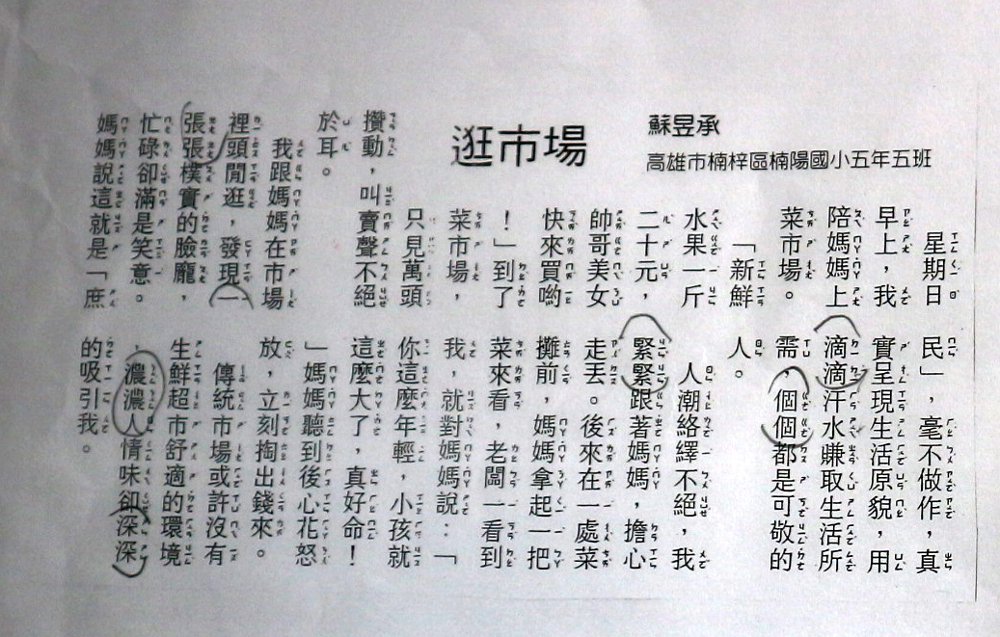 逛市場
蘇昱承
高雄市楠梓區楠陽國小五年五班
星期日
早上，我
陪媽媽上
菜市場。
「新鮮
水果一斤
二十元，
帥哥美女
快來買喲
！」到了
菜市場，
只見萬頭
攢動，叫賣聲不絕
於耳。
我跟媽媽在市場
裡頭閒逛，發現一
張張樸實的臉龐，
忙碌卻滿是笑意。
媽媽說這就是「庶
民」，毫不做作，真
實呈現生活原貌，用
滴滴汗水賺取生活所
需，個個都是可敬的
人。
人潮絡繹不絕，我
緊緊跟著媽媽，擔心
走丟。後來在一處菜
攤前，媽媽拿起一把
菜來看，老闆一看到
我，就對媽媽說：「
你這麼年輕，小孩就
這麼大了，真好命！
」媽媽聽到後心花怒
放，立刻掏出錢來。
傳統市場或許沒有
生鮮超市舒適的環境
，濃濃人情味卻深深
的吸引我。